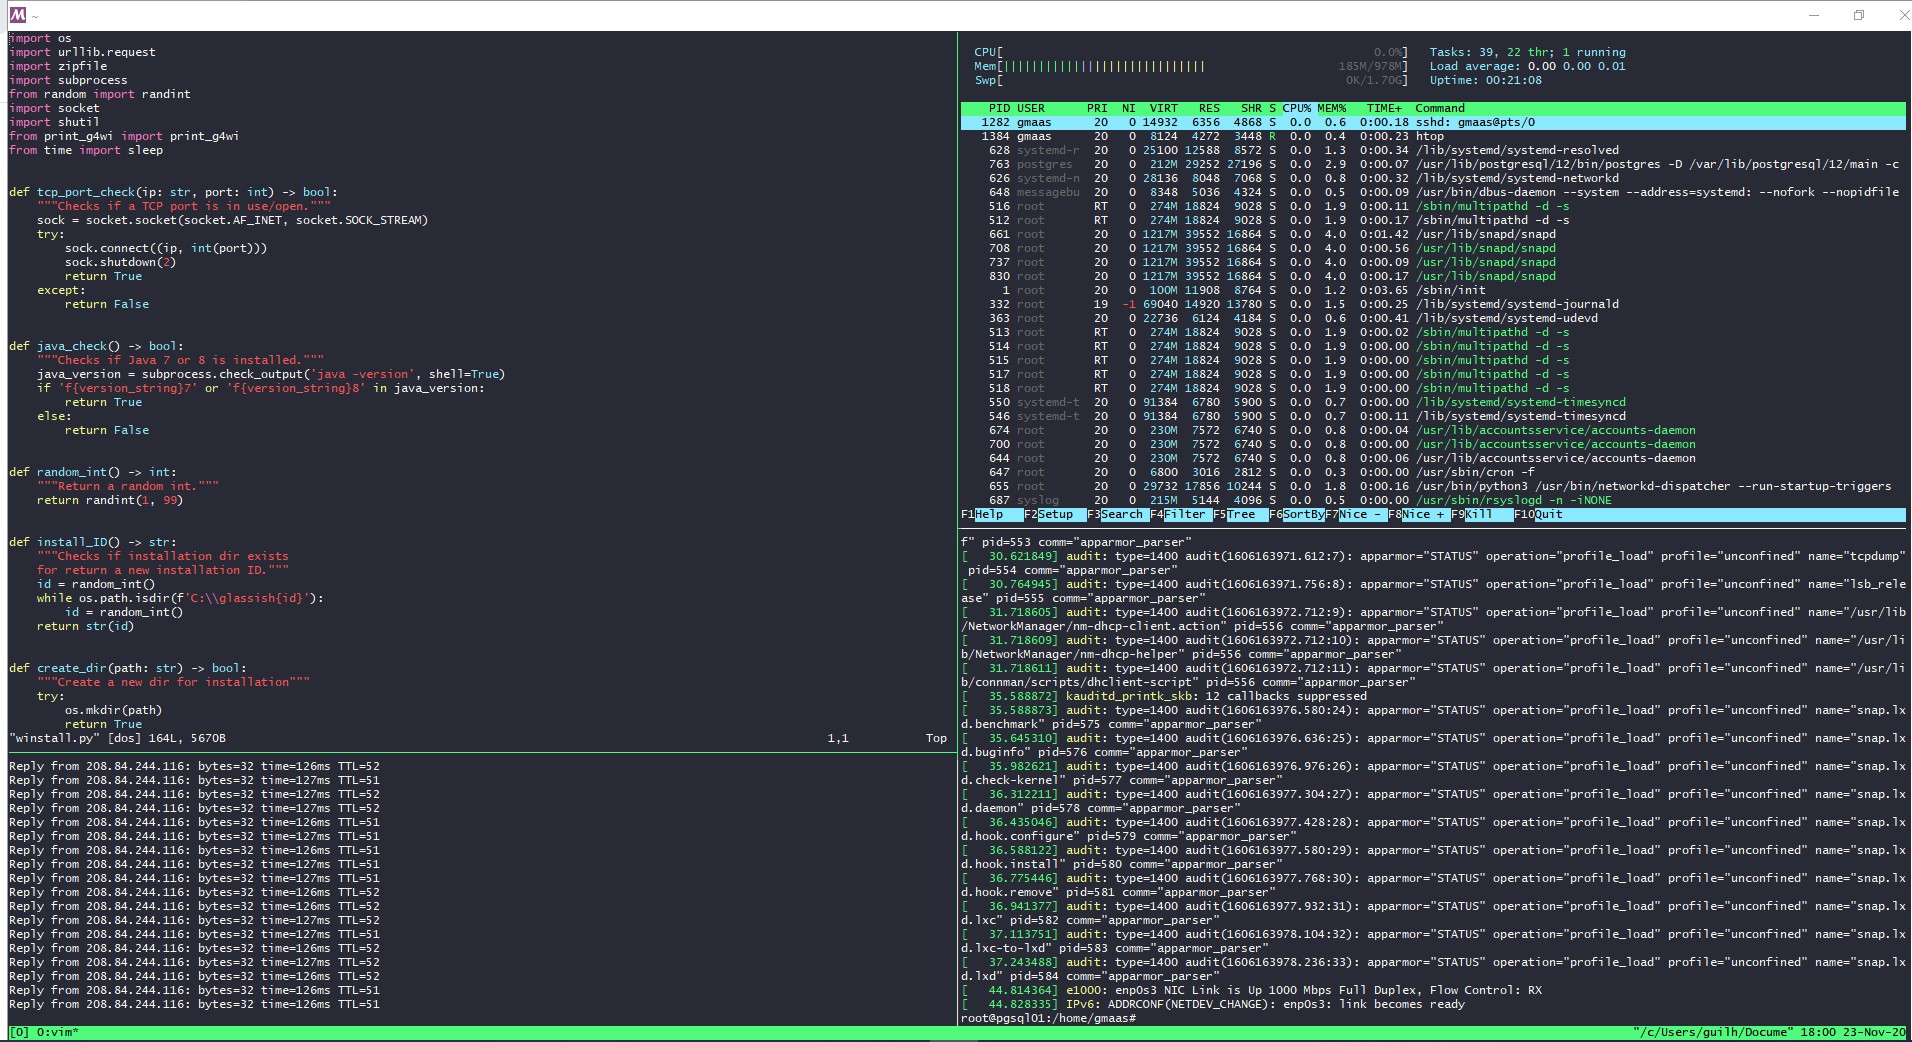 ~
import os
import urllib.request
import zipfile
import subprocess
from random import randint
import socket
import shutil
from print_g4wi import print_g4wi
from time import sleep
def tcp_port_check(ip: str, port: int) -> bool:
"""Checks if a TCP port is in use/open."""
sock = socket.socket(socket.AF_INET, socket.SOCK_STREAM)
try:
sock.connect((ip, int(port)))
sock.shutdown(2)
return True
except:
return False
def java_check() -> bool:
"""Checks if Java 7 or 8 is installed."""
java_version = subprocess.check_output('java -version', shell=True)
if 'f{version_string}7' or 'f{version_string}8' in java_version:
return True
else:
return False
def random_int() -> int:
"""Return a random int."""
return randint(1, 99)
def install_ID() -> str:
"""Checks if installation dir exists
for return a new installation ID."""
id = random_int()
while os.path.isdir(f'C:\\glassish{id}'):
id = random_int()
return str(id)
def create_dir(path: str) -> bool:
"""Create a new dir for installation"""
try:
os.mkdir(path)
return True
"winstall.py" [dos] 164L, 5670B 1,1 Top
Reply from 208.84.244.116: bytes=32 time=126ms TTL=52
Reply from 208.84.244.116: bytes=32 time=127ms TTL=51
Reply from 208.84.244.116: bytes=32 time=127ms TTL=52
Reply from 208.84.244.116: bytes=32 time=126ms TTL=52
Reply from 208.84.244.116: bytes=32 time=127ms TTL=51
Reply from 208.84.244.116: bytes=32 time=126ms TTL=52
Reply from 208.84.244.116: bytes=32 time=127ms TTL=51
Reply from 208.84.244.116: bytes=32 time=126ms TTL=52
Reply from 208.84.244.116: bytes=32 time=127ms TTL=51
Reply from 208.84.244.116: bytes=32 time=126ms TTL=52
Reply from 208.84.244.116: bytes=32 time=127ms TTL=52
Reply from 208.84.244.116: bytes=32 time=126ms TTL=52
Reply from 208.84.244.116: bytes=32 time=127ms TTL=51
Reply from 208.84.244.116: bytes=32 time=127ms TTL=52
Reply from 208.84.244.116: bytes=32 time=126ms TTL=52
Reply from 208.84.244.116: bytes=32 time=126ms TTL=52
Reply from 208.84.244.116: bytes=32 time=126ms TTL=51
Reply from 208.84.244.116: bytes=32 time=126ms TTL=51
CPU[ 0.0%] Tasks: 39, 22 thr; 1 running
Mem[||||||||||||||||||||||||||||| 185M/978M] Load average: 0.00 0.00 0.01
Swp[ 0K/1.70G] Uptime: 00:21:08
PID USER PRI NI VIRT RES SHR S CPU% MEM% TIME+ Command
1282 gmaas 20 0 14932 6356 4868 S 0.0 0.6 0:00.18 sshd: gmaas@pts/0
1384 gmaas 20 0 8124 4272 3448 R 0.0 0.4 0:00.23 htop
628 systemd-r 20 0 25100 12588 8572 S 0.0 1.3 0:00.34 /lib/systemd/systemd-resolved
763 postgres 20 0 212M 29252 27196 S 0.0 2.9 0:00.07 /usr/lib/postgresql/12/bin/postgres -D /var/lib/postgresql/12/main -c
626 systemd-n 20 0 28136 8048 7068 S 0.0 0.8 0:00.32 /lib/systemd/systemd-networkd
648 messagebu 20 0 8348 5036 4324 S 0.0 0.5 0:00.09 /usr/bin/dbus-daemon --system --address=systemd: --nofork --nopidfile
516 root RT 0 274M 18824 9028 S 0.0 1.9 0:00.11 /sbin/multipathd -d -s
512 root RT 0 274M 18824 9028 S 0.0 1.9 0:00.17 /sbin/multipathd -d -s
661 root 20 0 1217M 39552 16864 S 0.0 4.0 0:01.42 /usr/lib/snapd/snapd
708 root 20 0 1217M 39552 16864 S 0.0 4.0 0:00.56 /usr/lib/snapd/snapd
737 root 20 0 1217M 39552 16864 S 0.0 4.0 0:00.09 /usr/lib/snapd/snapd
830 root 20 0 1217M 39552 16864 S 0.0 4.0 0:00.17 /usr/lib/snapd/snapd
1 root 20 0 100M 11908 8764 S 0.0 1.2 0:03.65 /sbin/init
332 root 19 -1 69040 14920 13780 S 0.0 1.5 0:00.25 /lib/systemd/systemd-journald
363 root 20 0 22736 6124 4184 S 0.0 0.6 0:00.41 /lib/systemd/systemd-udevd
513 root RT 0 274M 18824 9028 S 0.0 1.9 0:00.02 /sbin/multipathd -d -s
514 root RT 0 274M 18824 9028 S 0.0 1.9 0:00.00 /sbin/multipathd -d -s
515 root RT 0 274M 18824 9028 S 0.0 1.9 0:00.00 /sbin/multipathd -d -s
517 root RT 0 274M 18824 9028 S 0.0 1.9 0:00.00 /sbin/multipathd -d -s
518 root RT 0 274M 18824 9028 S 0.0 1.9 0:00.00 /sbin/multipathd -d -s
550 systemd-t 20 0 91384 6780 5900 S 0.0 0.7 0:00.00 /lib/systemd/systemd-timesyncd
546 systemd-t 20 0 91384 6780 5900 S 0.0 0.7 0:00.11 /lib/systemd/systemd-timesyncd
674 root 20 0 230M 7572 6740 S 0.0 0.8 0:00.04 /usr/lib/accountsservice/accounts-daemon
700 root 20 0 230M 7572 6740 S 0.0 0.8 0:00.00 /usr/lib/accountsservice/accounts-daemon
644 root 20 0 230M 7572 6740 S 0.0 0.8 0:00.06 /usr/lib/accountsservice/accounts-daemon
647 root 20 0 6800 3016 2812 S 0.0 0.3 0:00.00 /usr/sbin/cron -f
655 root 20 0 29732 17856 10244 S 0.0 1.8 0:00.16 /usr/bin/python3 /usr/bin/networkd-dispatcher --run-startup-triggers
687 syslog 20 0 215M 5144 4096 S 0.0 0.5 0:00.00 /usr/sbin/rsyslogd -n -iNONE
F1Help F2Setup F3Search F4Filter F5Tree F6SortBy F7Nice - F8Nice + F9Kill F10Quit
f" pid=553 comm="apparmor_parser"
[ 30.621849] audit: type=1400 audit(1606163971.612:7): apparmor="STATUS" operation="profile_load" profile="unconfined" name="tcpdump"
pid=554 comm="apparmor_parser"
[ 30.764945] audit: type=1400 audit(1606163971.756:8): apparmor="STATUS" operation="profile_load" profile="unconfined" name="lsb_rele
ase" pid=555 comm="apparmor_parser"
[ 31.718605] audit: type=1400 audit(1606163972.712:9): apparmor="STATUS" operation="profile_load" profile="unconfined" name="/usr/lib
/NetworkManager/nm-dhcp-client.action" pid=556 comm="apparmor_parser"
[ 31.718609] audit: type=1400 audit(1606163972.712:10): apparmor="STATUS" operation="profile_load" profile="unconfined" name="/usr/li
b/NetworkManager/nm-dhcp-helper" pid=556 comm="apparmor_parser"
[ 31.718611] audit: type=1400 audit(1606163972.712:11): apparmor="STATUS" operation="profile_load" profile="unconfined" name="/usr/li
b/connman/scripts/dhclient-script" pid=556 comm="apparmor_parser"
[ 35.588872] kauditd_printk_skb: 12 callbacks suppressed
[ 35.588873] audit: type=1400 audit(1606163976.580:24): apparmor="STATUS" operation="profile_load" profile="unconfined" name="snap.lx
d.benchmark" pid=575 comm="apparmor_parser"
[ 35.645310] audit: type=1400 audit(1606163976.636:25): apparmor="STATUS" operation="profile_load" profile="unconfined" name="snap.lx
d.buginfo" pid=576 comm="apparmor_parser"
[ 35.982621] audit: type=1400 audit(1606163976.976:26): apparmor="STATUS" operation="profile_load" profile="unconfined" name="snap.lx
d.check-kernel" pid=577 comm="apparmor_parser"
[ 36.312211] audit: type=1400 audit(1606163977.304:27): apparmor="STATUS" operation="profile_load" profile="unconfined" name="snap.lx
d.daemon" pid=578 comm="apparmor_parser"
[ 36.435046] audit: type=1400 audit(1606163977.428:28): apparmor="STATUS" operation="profile_load" profile="unconfined" name="snap.lx
d.hook.configure" pid=579 comm="apparmor_parser"
[ 36.588122] audit: type=1400 audit(1606163977.580:29): apparmor="STATUS" operation="profile_load" profile="unconfined" name="snap.lx
d.hook.install" pid=580 comm="apparmor_parser"
[ 36.775446] audit: type=1400 audit(1606163977.768:30): apparmor="STATUS" operation="profile_load" profile="unconfined" name="snap.lx
d.hook.remove" pid=581 comm="apparmor_parser"
[ 36.941377] audit: type=1400 audit(1606163977.932:31): apparmor="STATUS" operation="profile_load" profile="unconfined" name="snap.lx
d.lxc" pid=582 comm="apparmor_parser"
[ 37.113751] audit: type=1400 audit(1606163978.104:32): apparmor="STATUS" operation="profile_load" profile="unconfined" name="snap.lx
d.lxc-to-lxd" pid=583 comm="apparmor_parser"
[ 37.243488] audit: type=1400 audit(1606163978.236:33): apparmor="STATUS" operation="profile_load" profile="unconfined" name="snap.lx
d.lxd" pid=584 comm="apparmor_parser"
[ 44.814364] e1000: enp0s3 NIC Link is Up 1000 Mbps Full Duplex, Flow Control: RX
[ 44.828335] IPv6: ADDRCONF(NETDEV_CHANGE): enp0s3: link becomes ready
root@pgsql01:/home/gmaas#
[0] 0:vim* "/c/Users/guilh/Docume" 18:00 23-Nov-20